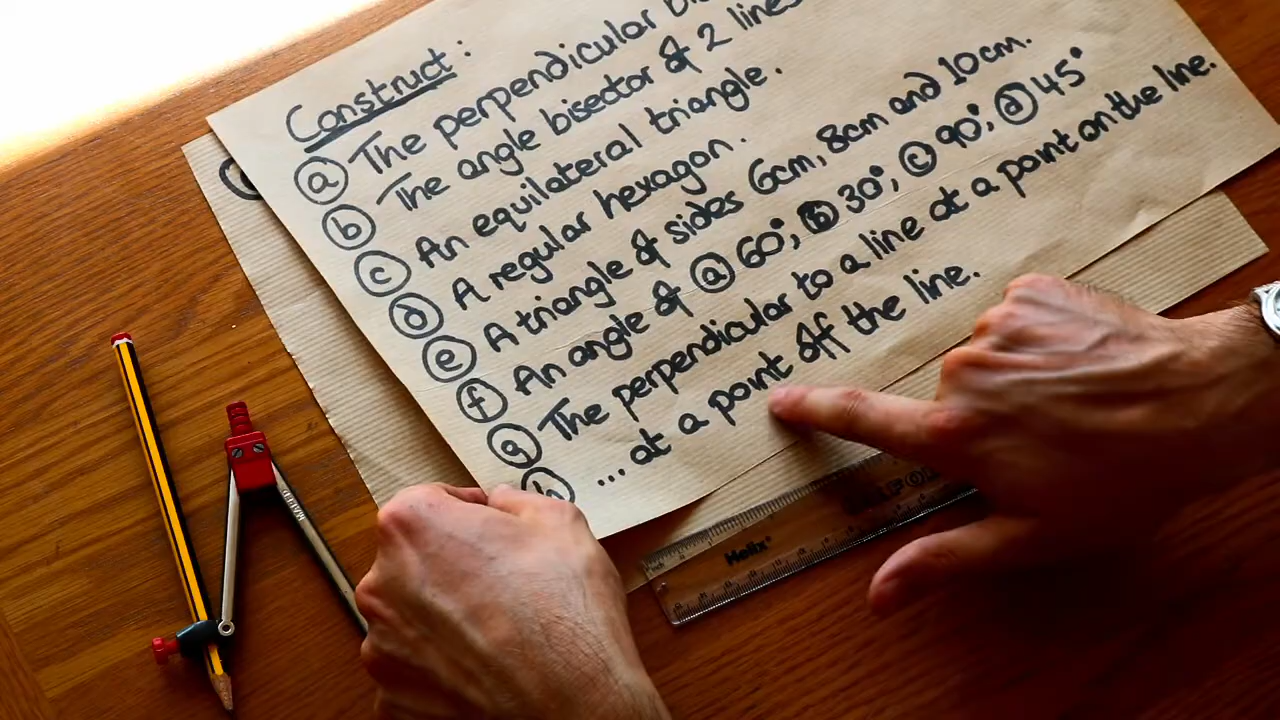 Construct:
(a) The perpendicular
(b) The angle bisector of 2 lines
(c) An equilateral triangle.
(d) A regular hexagon.
(e) A triangle of sides 6cm, 8cm and 10cm.
(f) An angle of (a) 60°, (b) 30°, (c) 90°, (d) 45°
(g) The perpendicular to a line at a point on the line.
(h) ... at a point off the line.
Helix®
MAPED